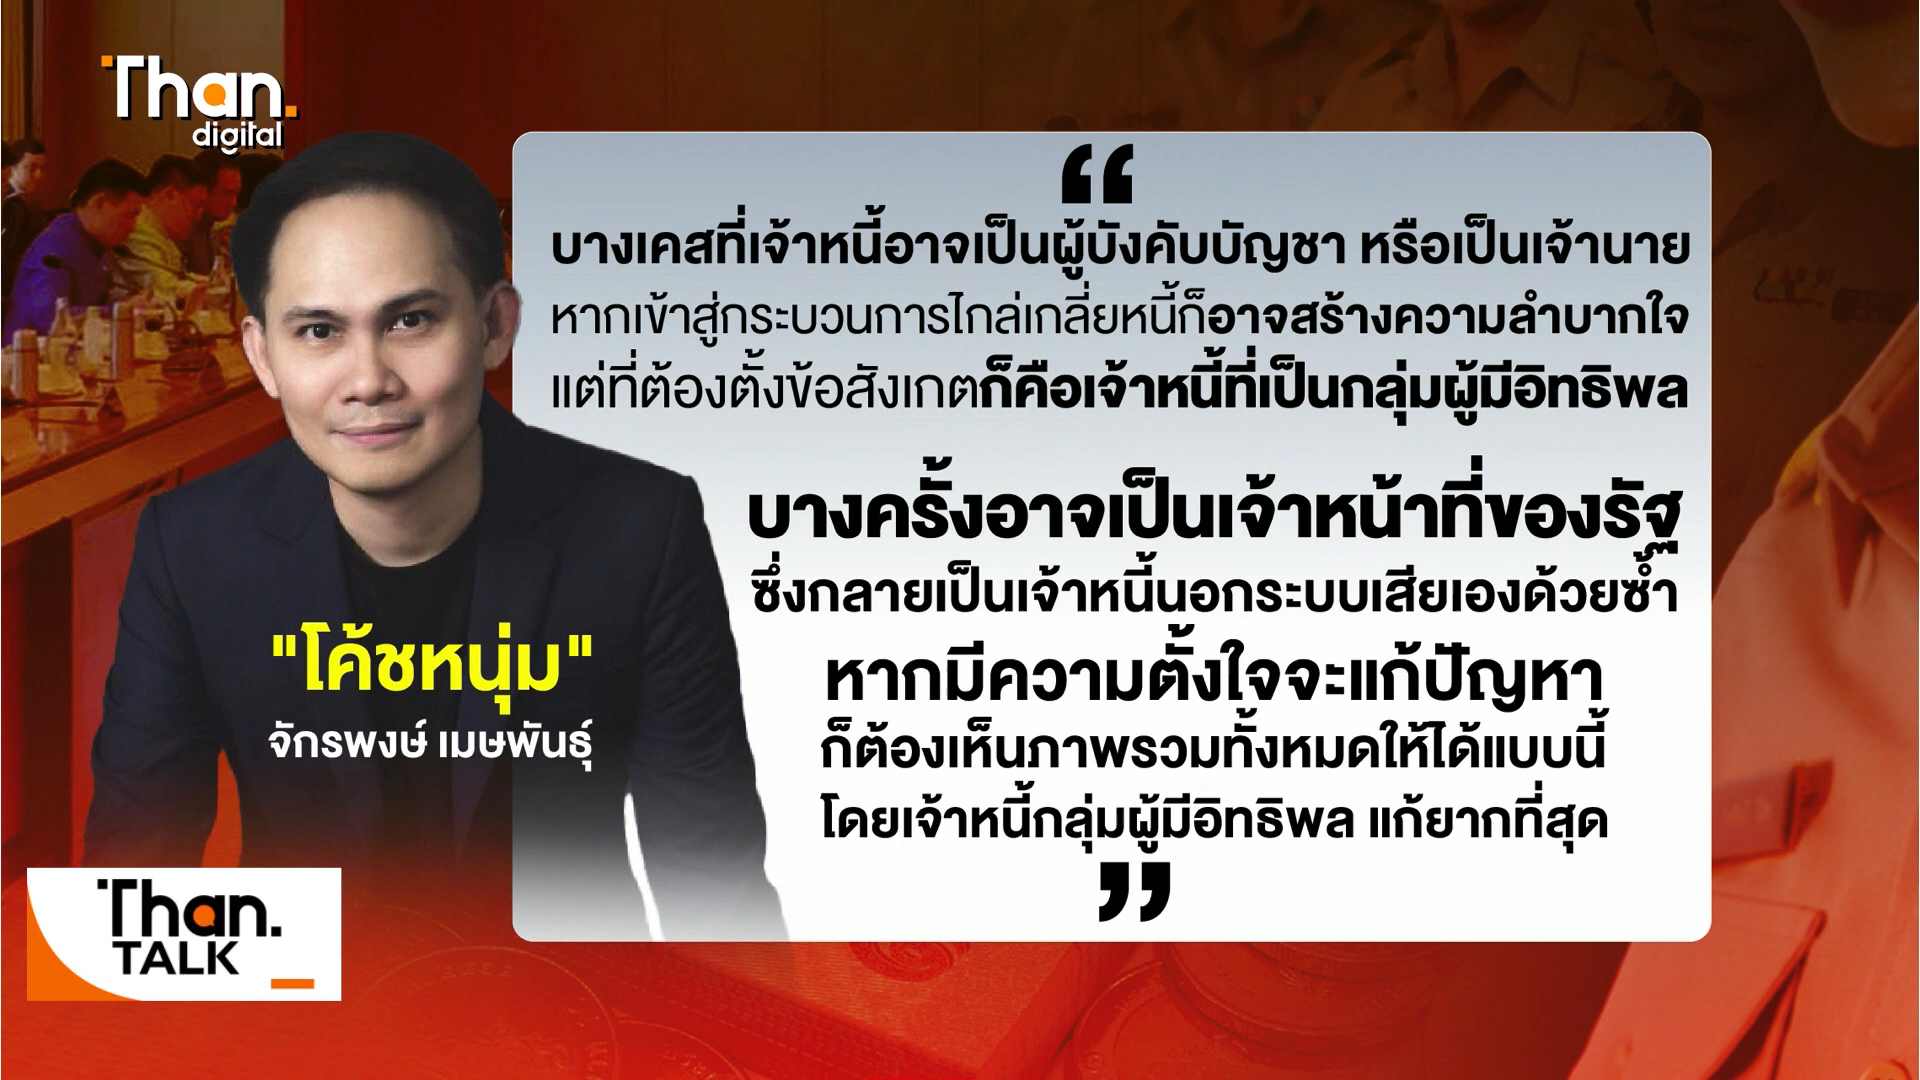 Than.
digital
“
บางเคสที่เจ้าหนี้อาจเป็นผู้บังคับบัญชา หรือเป็นเจ้านาย
หากเข้าสู่กระบวนการไกล่เกลี่ยหนี้ก็อาจสร้างความลำบากใจ
แต่ที่ต้องตั้งข้อสังเกตก็คือเจ้าหนี้ที่เป็นกลุ่มผู้มีอิทธิพล
บางครั้งอาจเป็นเจ้าหน้าที่ของรัฐ
ซึ่งกลายเป็นเจ้าหนี้นอกระบบเสียเองด้วยซ้ำ
หากมีความตั้งใจจะแก้ปัญหา
ก็ต้องเห็นภาพรวมทั้งหมดให้ได้แบบนี้
โดยเจ้าหนี้กลุ่มผู้มีอิทธิพล แก้ยากที่สุด
”
"โค้ชหนุ่ม"
จักรพงษ์ เมษพันธุ์
Than.
TALK